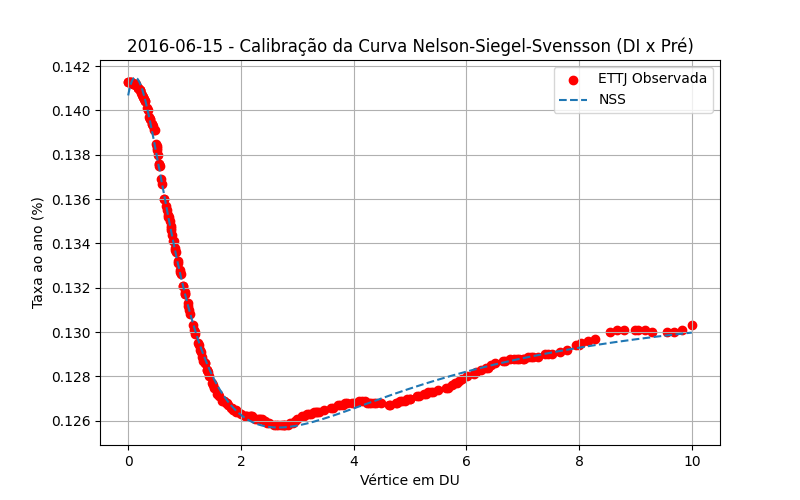 2016-06-15 - Calibração da Curva Nelson-Siegel-Svensson (DI x Pré)
ETTJ Observada
NSS
Taxa ao ano (%)
0.142
0.140
0.138
0.136
0.134
0.132
0.130
0.128
0.126
0 2 4 6 8 10
Vértice em DU